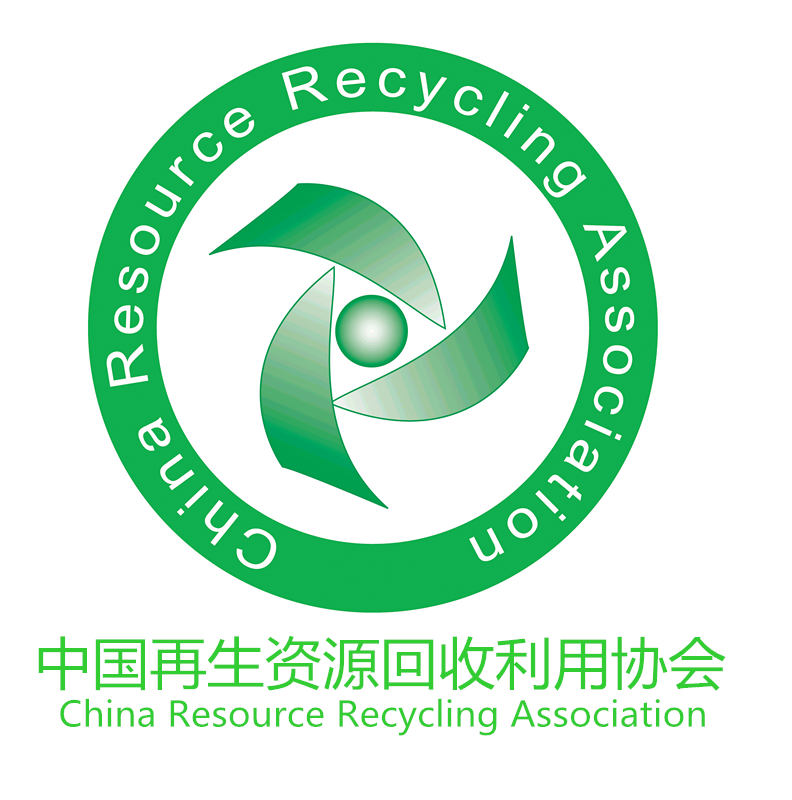 China Resource Recycling Association
中国再生资源回收利用协会
China Resource Recycling Association